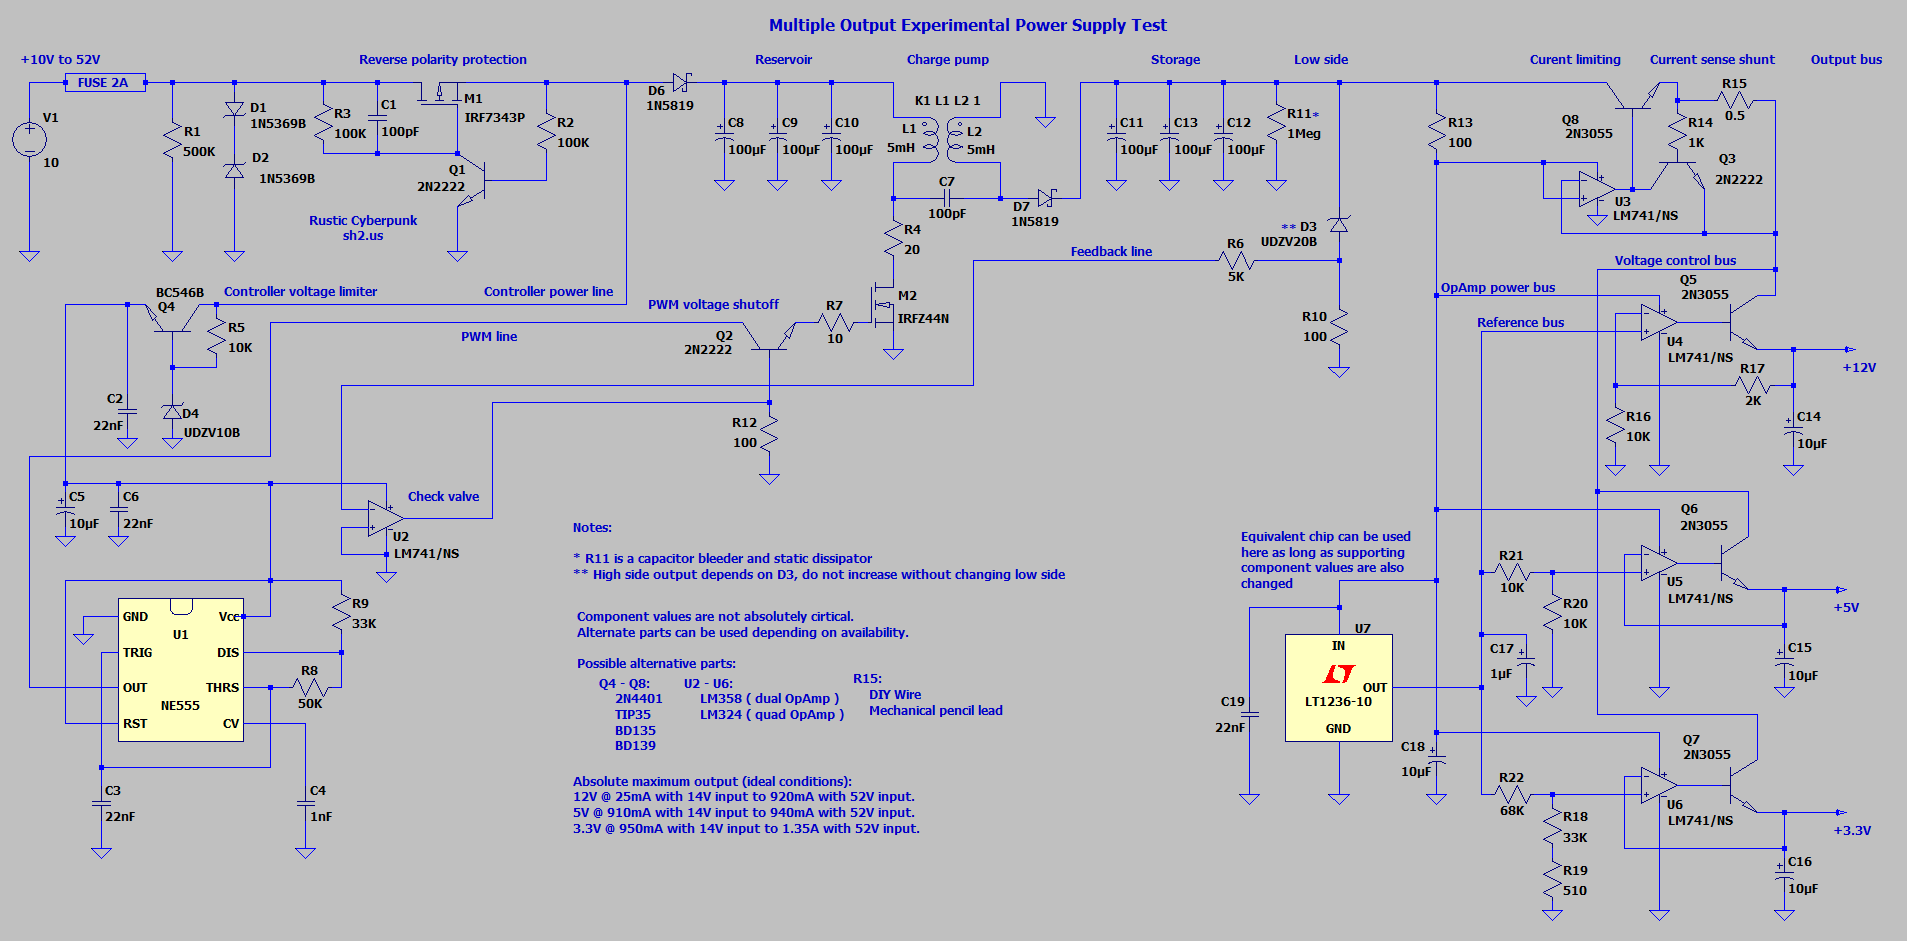 Multiple Output Experimental Power Supply Test
+10V to 52V
Reverse polarity protection
Reservoir
Charge pump
Storage
Low side
Curent limiting
Current sense shunt
Output bus
FUSE 2A
V1
10
R1
500K
D1
1N5369B
D2
1N5369B
R3
100K
C1
100pF
M1
IRF7343P
R2
100K
Q1
2N2222
Rustic Cyberpunk
sh2.us
D6
1N5819
C8
100µF
C9
100µF
C10
100µF
K1 L1 L2 1
L1
5mH
L2
5mH
C7
100pF
D7
1N5819
R4
20
C11
100µF
C13
100µF
C12
100µF
R11*
1Meg
R13
100
Q8
2N3055
R15
0.5
R14
1K
Q3
2N2222
U3
LM741/NS
** D3
UDZV20B
R6
5K
Feedback line
R10
100
Voltage control bus
OpAmp power bus
Reference bus
Q5
2N3055
U4
LM741/NS
+12V
R17
2K
R16
10K
C14
10µF
BC546B
Q4
Controller voltage limiter
Controller power line
PWM voltage shutoff
PWM line
R5
10K
C2
22nF
D4
UDZV10B
Q2
2N2222
R7
10
M2
IRFZ44N
R12
100
C5
10µF
C6
22nF
Check valve
U2
LM741/NS
Notes:
* R11 is a capacitor bleeder and static dissipator
** High side output depends on D3, do not increase without changing low side
Component values are not absolutely cirtical.
Alternate parts can be used depending on availability.
Possible alternative parts:
Q4 - Q8:
2N4401
TIP35
BD135
BD139
U2 - U6:
LM358 ( dual OpAmp )
LM324 ( quad OpAmp )
R15:
DIY Wire
Mechanical pencil lead
Absolute maximum output (ideal conditions):
12V @ 25mA with 14V input to 920mA with 52V input.
5V @ 910mA with 14V input to 940mA with 52V input.
3.3V @ 950mA with 14V input to 1.35A with 52V input.
GND
Vce
U1
TRIG
DIS
OUT
THRS
NE555
RST
CV
R9
33K
R8
50K
C3
22nF
C4
1nF
Equivalent chip can be used
here as long as supporting
component values are also
changed
U7
IN
OUT
LT1236-10
GND
C19
22nF
C18
10µF
C17
1µF
Q6
2N3055
R21
10K
R20
10K
U5
LM741/NS
+5V
C15
10µF
Q7
2N3055
R22
68K
R18
33K
R19
510
U6
LM741/NS
+3.3V
C16
10µF